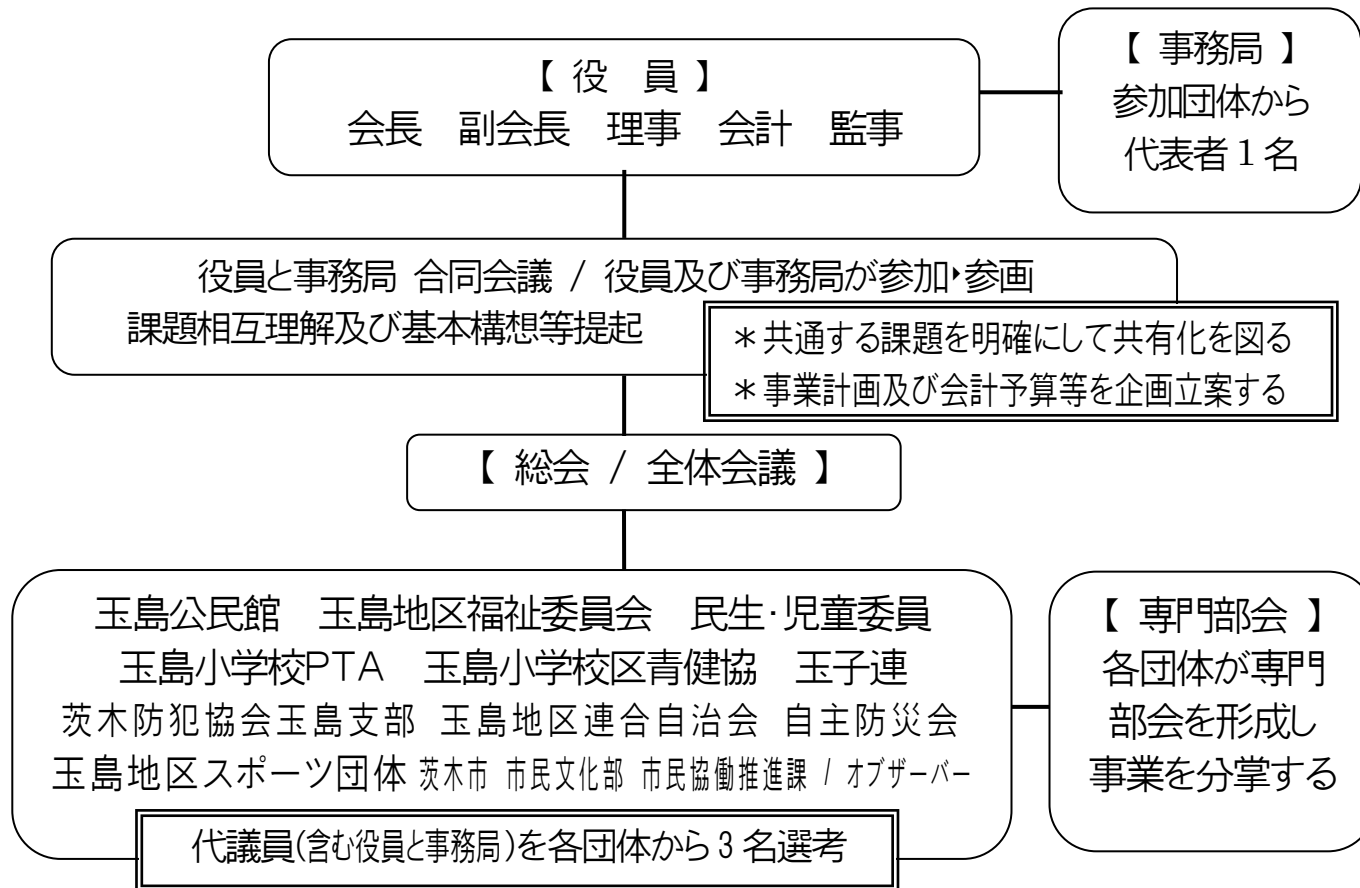 【 役　員 】
会長　副会長　理事　会計　監事
【 事務局 】
参加団体から
代表者１名
役員と事務局 合同会議 / 役員及び事務局が参加・参画
課題相互理解及び基本構想等提起
＊共通する課題を明確にして共有化を図る
＊事業計画及び会計予算等を企画立案する
【 総会 / 全体会議 】
玉島公民館　玉島地区福祉委員会　民生・児童委員
玉島小学校PTA　玉島小学校区青健協　玉子連
茨木防犯協会玉島支部 玉島地区連合自治会 自主防災会
玉島地区スポーツ団体 茨木市 市民文化部 市民協働推進課 / オブザーバー
代議員(含む役員と事務局)を各団体から３名選考
【 専門部会 】
各団体が専門
部会を形成し
事業を分掌する